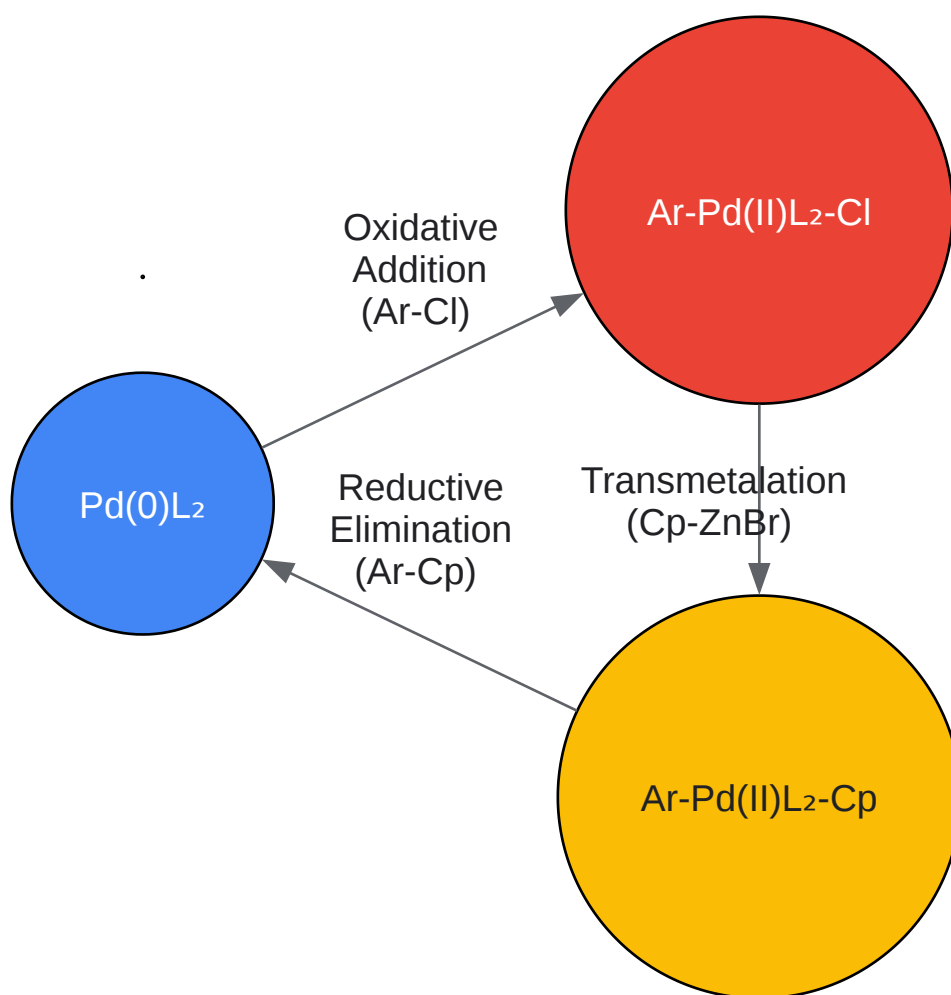 Ar-Pd(II)L₂-Cl
Oxidative
Addition
(Ar-Cl)
Pd(0)L₂
Reductive
Elimination
(Ar-Cp)
Transmetalation
(Cp-ZnBr)
Ar-Pd(II)L₂-Cp